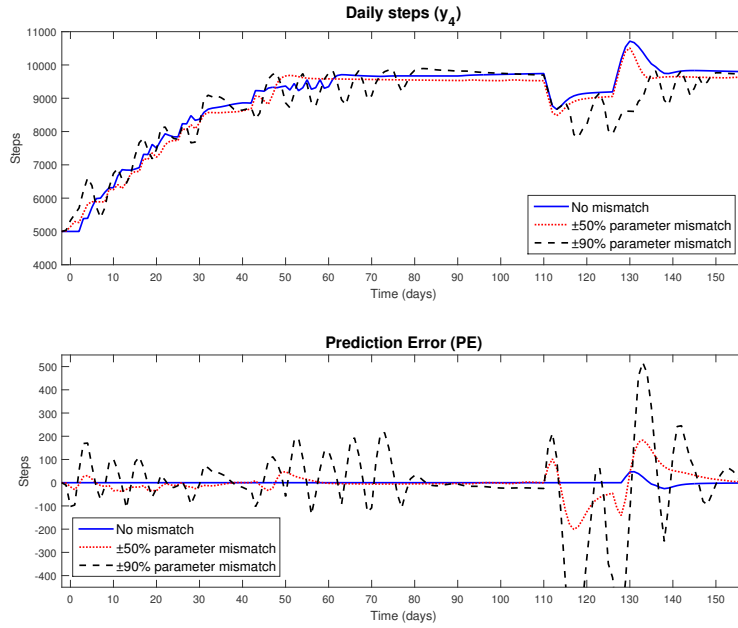 Daily steps (y4)
11000
10000
9000
8000
7000
6000
5000
4000
Steps
No mismatch
±50% parameter mismatch
±90% parameter mismatch
0 10 20 30 40 50 60 70 80 90 100 110 120 130 140 150
Time (days)
Prediction Error (PE)
500
400
300
200
100
0
-100
-200
-300
-400
Steps
No mismatch
±50% parameter mismatch
±90% parameter mismatch
0 10 20 30 40 50 60 70 80 90 100 110 120 130 140 150
Time (days)